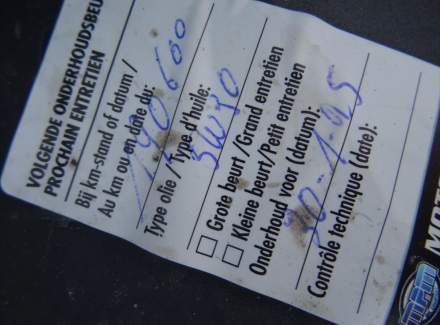 VOLGENDE ONDERHOUDSBEU
PROCHAIN ENTRETIEN
Bij km-stand of datum /
Au km ou en date du:
190600
Type olie / Type d'huile:
5W30
Grote beurt / Grand entretien
Kleine beurt/Petit entretien
Onderhoud voor (datum):
30-1-25
Contrôle technique (date):